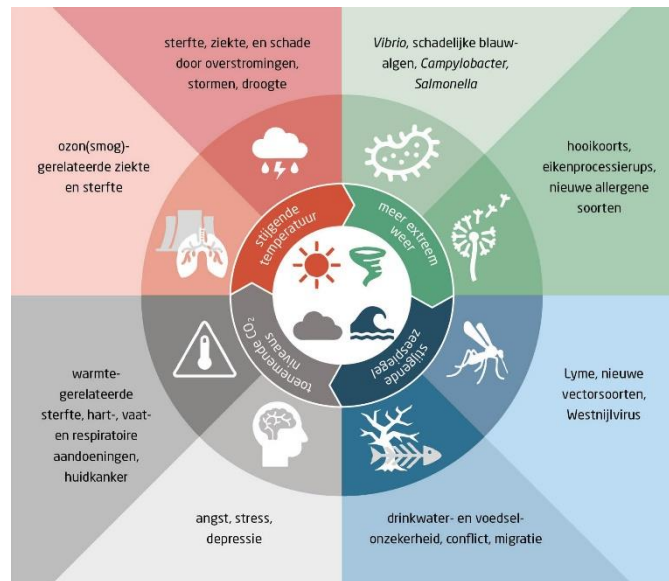 sterfte, ziekte, en schade
door overstromingen,
stormen, droogte
Vibrio, schadelijke blauw-
algen, Campylobacter,
Salmonella
ozon(smog)-
gerelateerde ziekte
en sterfte
hooikoorts,
eikenprocessierups,
nieuwe allergene
soorten
stijgende
temperatuur
meer extreem
weer
toenemende CO2
niveaus
stijgende
zeespiegel
warmte-
gerelateerde
sterfte, hart-, vaat-
en respiratoire
aandoeningen,
huidkanker
Lyme, nieuwe
vectorsoorten,
Westnijlvirus
angst, stress,
depressie
drinkwater- en voedsel-
onzekerheid, conflict, migratie